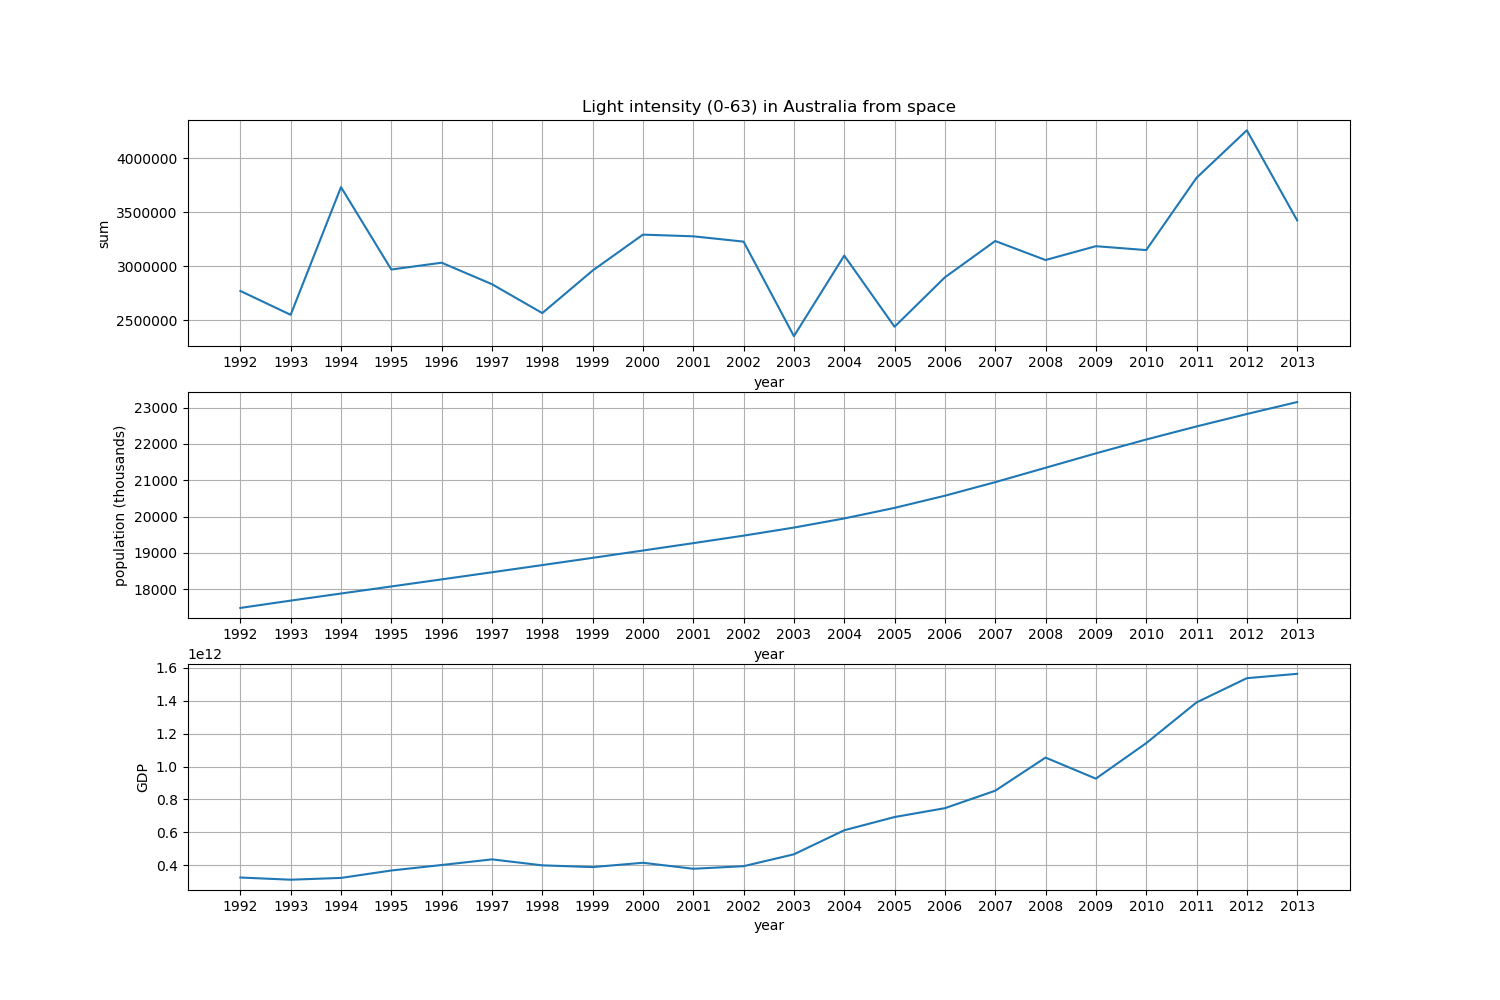 Light intensity (0-63) in Australia from space
4000000
3500000
3000000
2500000
sum
1992 1993 1994 1995 1996 1997 1998 1999 2000 2001 2002 2003 2004 2005 2006 2007 2008 2009 2010 2011 2012 2013
year
23000
22000
21000
20000
19000
18000
population (thousands)
1992 1993 1994 1995 1996 1997 1998 1999 2000 2001 2002 2003 2004 2005 2006 2007 2008 2009 2010 2011 2012 2013
year
1e12
1.6
1.4
1.2
1.0
0.8
0.6
0.4
GDP
1992 1993 1994 1995 1996 1997 1998 1999 2000 2001 2002 2003 2004 2005 2006 2007 2008 2009 2010 2011 2012 2013
year